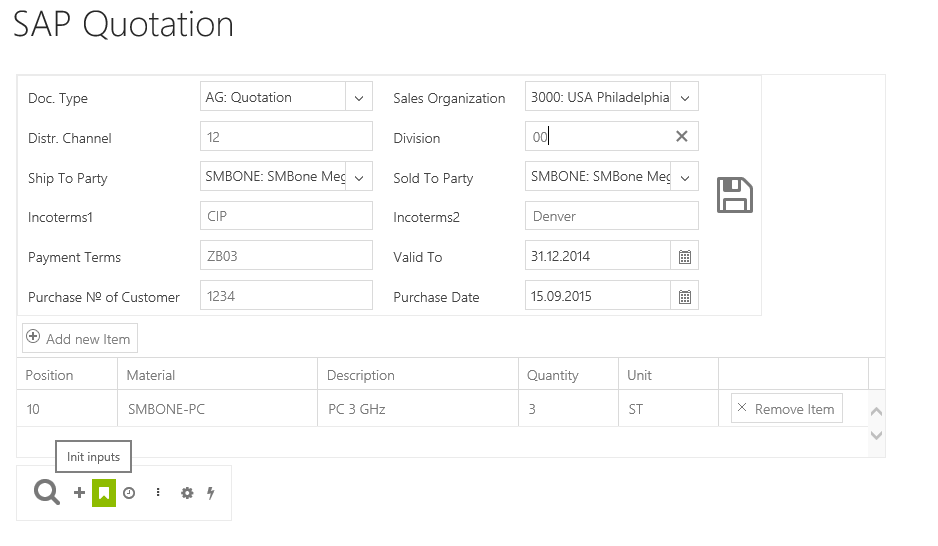 SAP Quotation
Doc. Type AG: Quotation Sales Organization 3000: USA Philadelphia
Distr. Channel 12 Division 00
Ship To Party SMBONE: SMBone Meg Sold To Party SMBONE: SMBone Meg
Incoterms1 CIP Incoterms2 Denver
Payment Terms ZB03 Valid To 31.12.2014
Purchase Nº of Customer 1234 Purchase Date 15.09.2015
Add new Item
Position Material Description Quantity Unit
10 SMBONE-PC PC 3 GHz 3 ST Remove Item
Init inputs